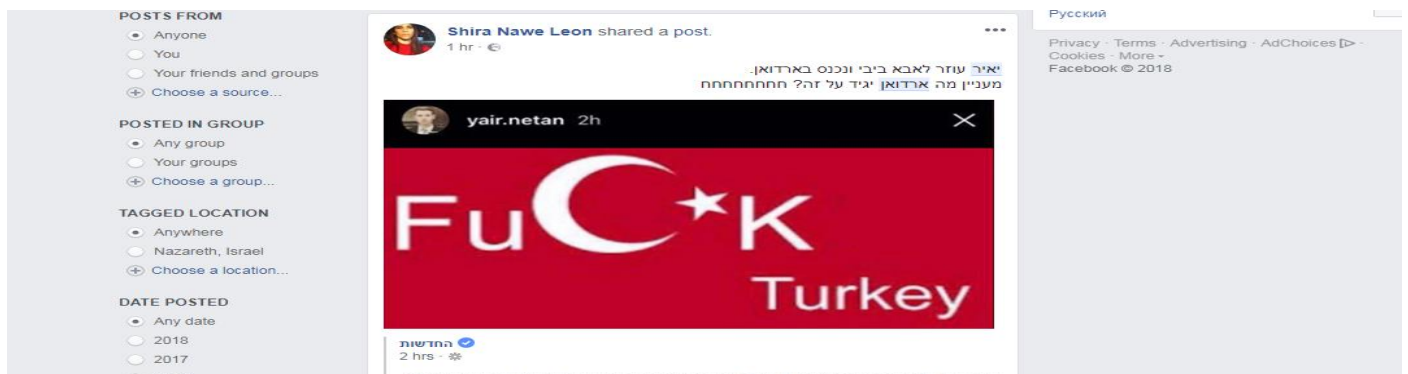 POSTS FROM
Anyone
You
Your friends and groups
Choose a source...
POSTED IN GROUP
Any group
Your groups
Choose a group...
TAGGED LOCATION
Anywhere
Nazareth, Israel
Choose a location...
DATE POSTED
Any date
2018
2017
Shira Nawe Leon shared a post.
1 hr ·
יאיר עוזר לאבא ביבי ונכנס בארדואן.
מעניין מה ארדואן יגיד על זה? חחחחחחחח
yair.netan 2h
FuC*K
Turkey
החדשות
2 hrs ·
Русский
Privacy · Terms · Advertising · AdChoices ·
Cookies · More
Facebook © 2018